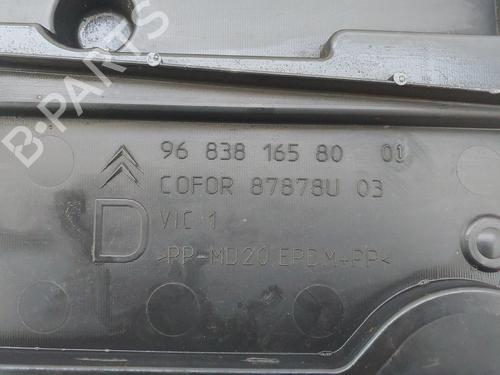 B-PARTS
96 838 165 80 01
COFOR 87878U 03
D
VIC 1
>PP-MD20 EPDM+PP<